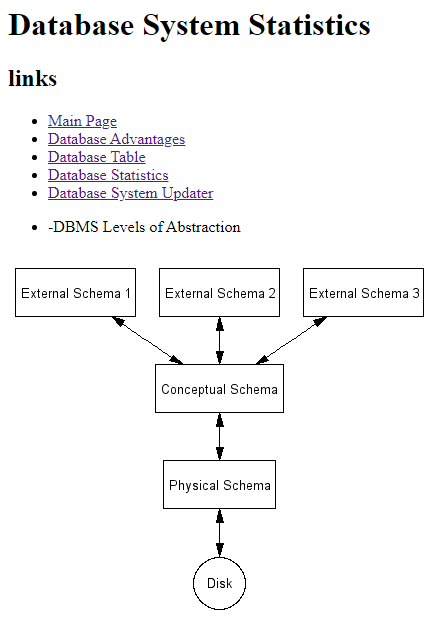 Database System Statistics
links
Main Page
Database Advantages
Database Table
Database Statistics
Database System Updater
-DBMS Levels of Abstraction
External Schema 1
External Schema 2
External Schema 3
Conceptual Schema
Physical Schema
Disk